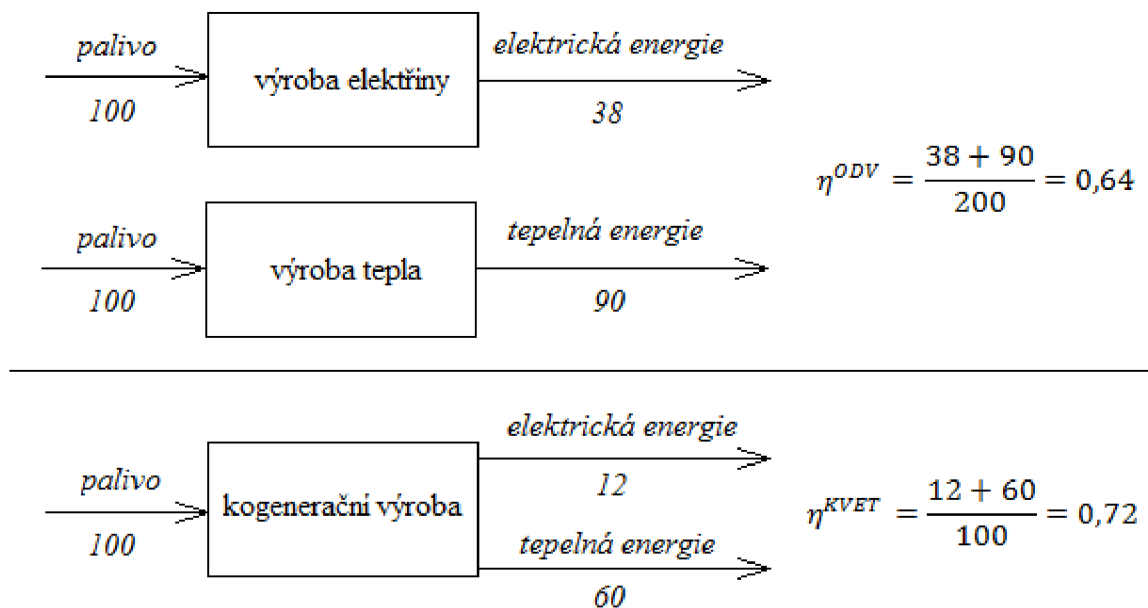 palivo
100
výroba elektřiny
elektrická energie
38
palivo
100
výroba tepla
tepelná energie
90
η^ODV = (38 + 90) / 200 = 0,64
palivo
100
kogenerační výroba
elektrická energie
12
tepelná energie
60
η^KVET = (12 + 60) / 100 = 0,72